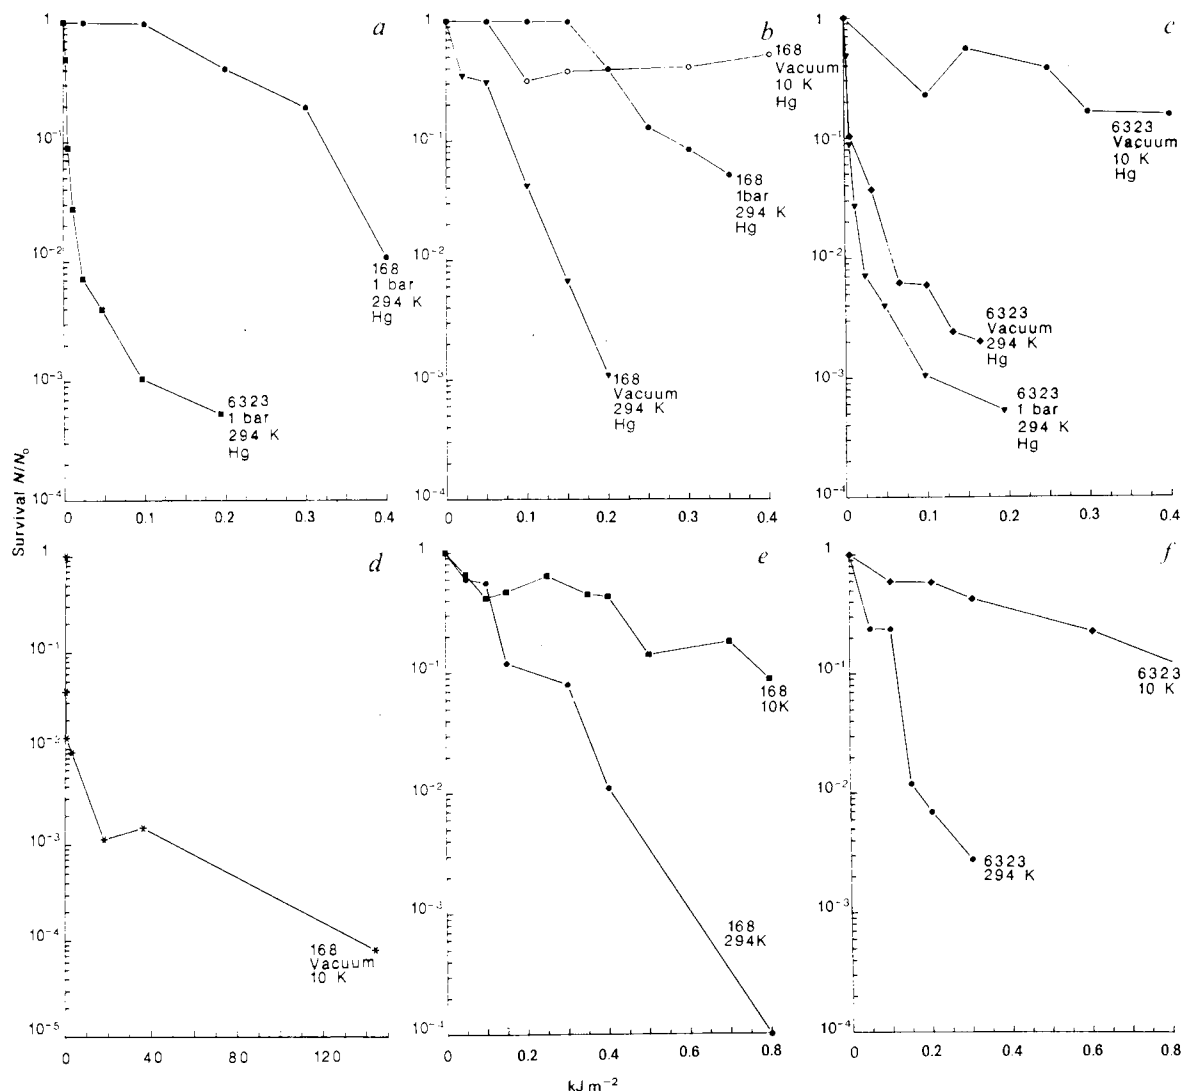 a
1
10⁻¹
10⁻²
10⁻³
10⁻⁴
168
1 bar
294 K
Hg
6323
1 bar
294 K
Hg
0 0.1 0.2 0.3 0.4
b
1
10⁻¹
10⁻²
10⁻³
10⁻⁴
168
Vacuum
10 K
Hg
168
1bar
294 K
Hg
168
Vacuum
294 K
Hg
0 0.1 0.2 0.3 0.4
c
1
10⁻¹
10⁻²
10⁻³
10⁻⁴
6323
Vacuum
10 K
Hg
6323
Vacuum
294 K
Hg
6323
1 bar
294 K
Hg
0 0.1 0.2 0.3 0.4
Survival N/N₀
d
1
10⁻¹
10⁻²
10⁻³
10⁻⁴
10⁻⁵
168
Vacuum
10 K
0 40 80 120
e
1
10⁻¹
10⁻²
10⁻³
10⁻⁴
168
10K
168
294K
0 0.2 0.4 0.6 0.8
f
1
10⁻¹
10⁻²
10⁻³
10⁻⁴
6323
10 K
6323
294 K
0 0.2 0.4 0.6 0.8
kJ m⁻²